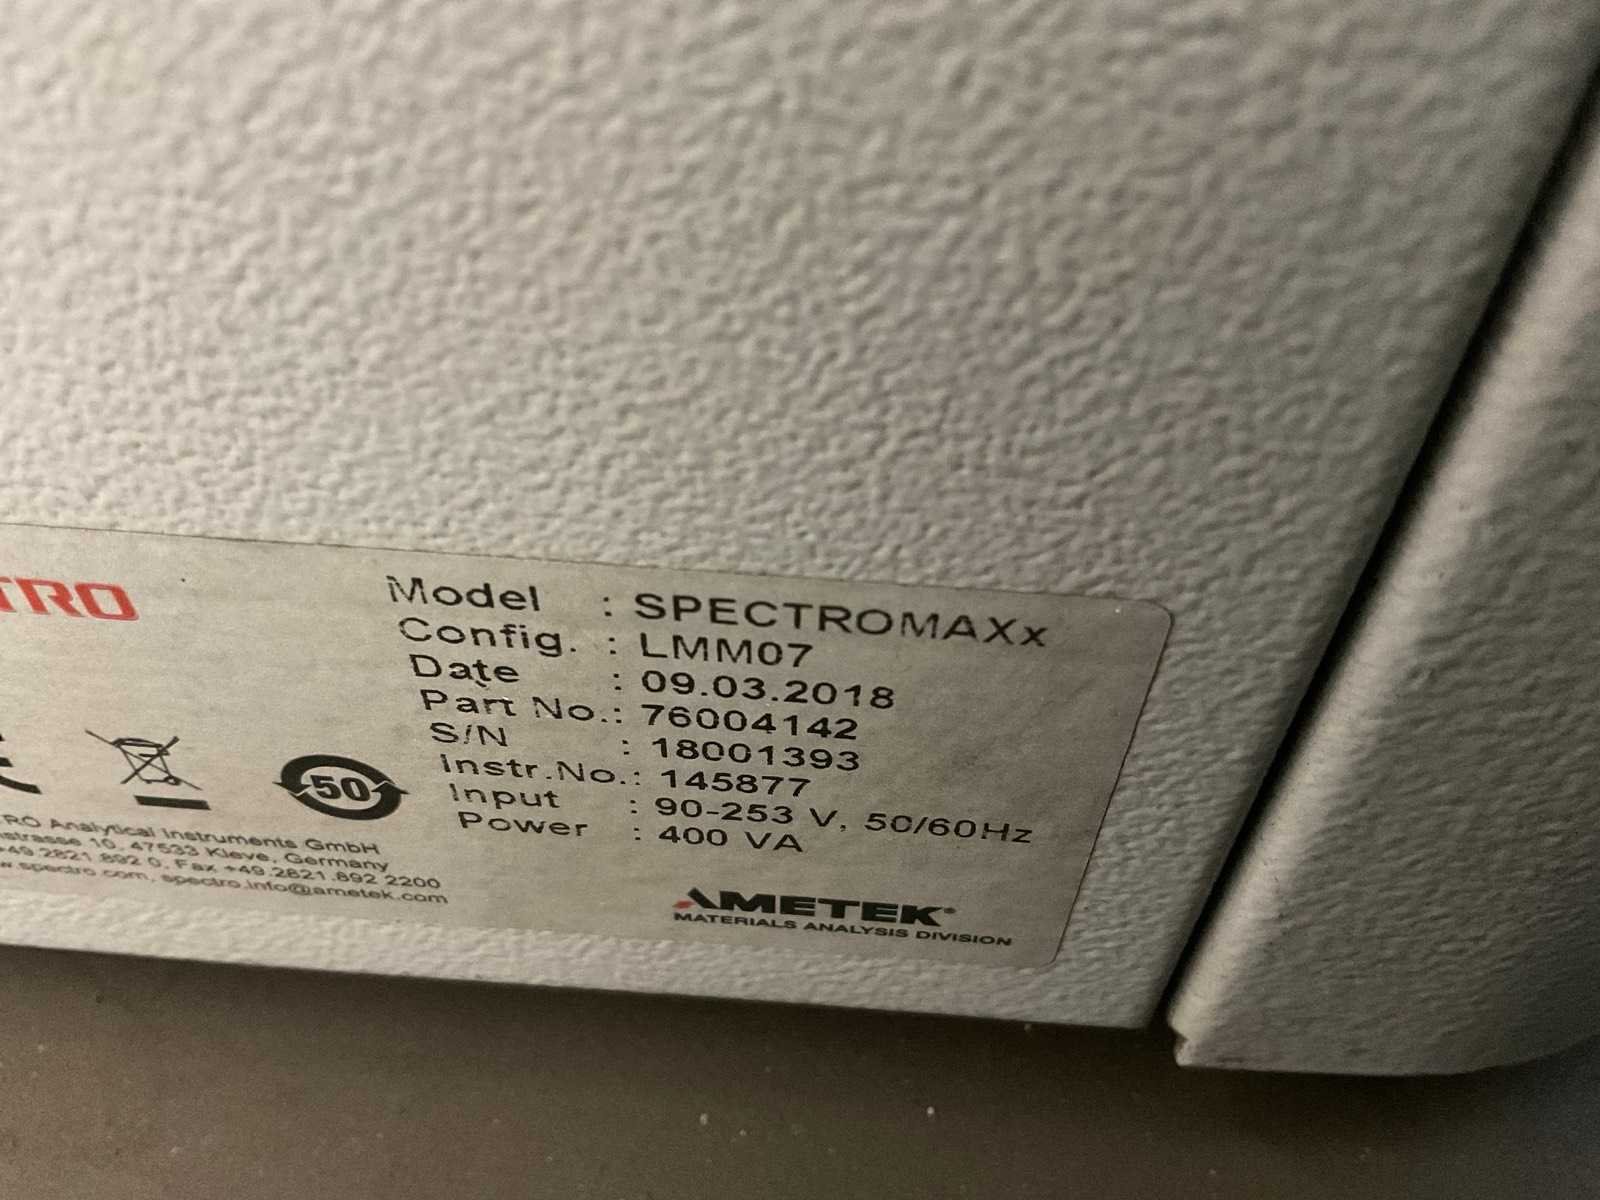 TRO
Model : SPECTROMAXx
Config. : LMM07
Date : 09.03.2018
Part No.: 76004142
S/N : 18001393
Instr.No.: 145877
Input : 90-253 V, 50/60Hz
Power : 400 VA
50
RO Analytical Instruments GmbH
strasse 10, 47533 Kleve, Germany
+49.2821.892 0, Fax +49.2821.892 2200
w.spectro.com, spectro.info@ametek.com
AMETEK®
MATERIALS ANALYSIS DIVISION